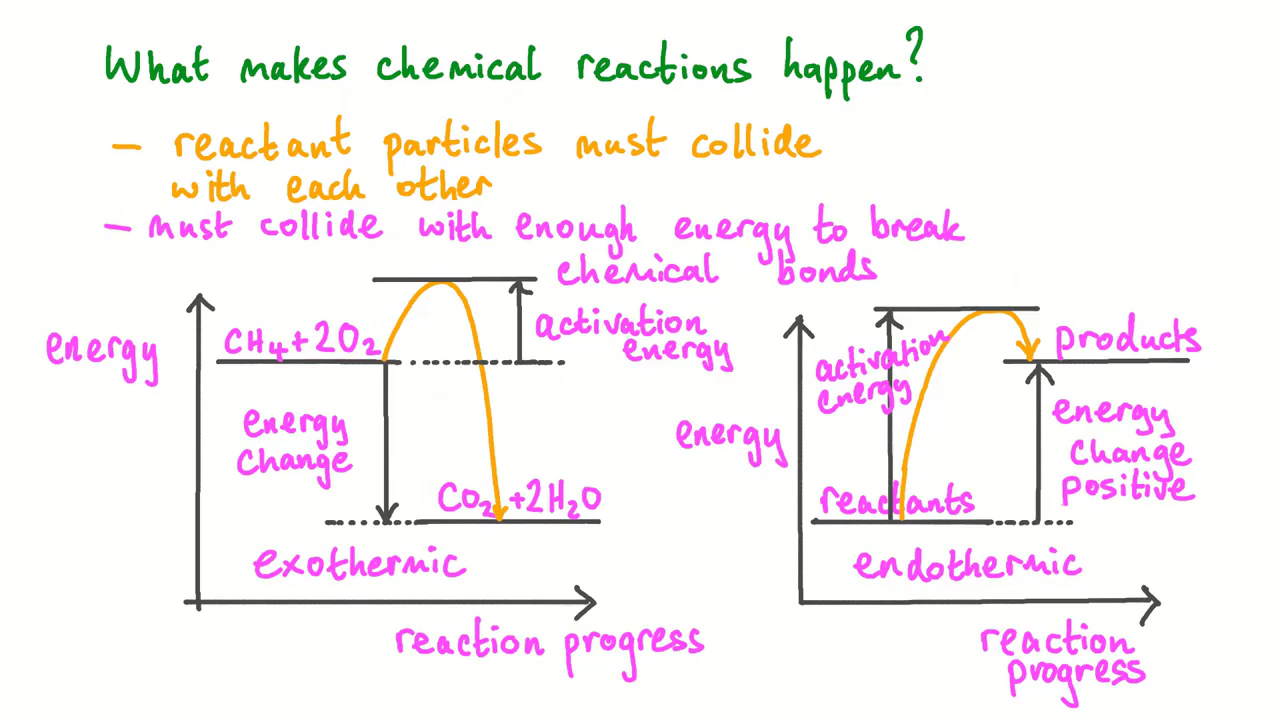 What makes chemical reactions happen?
- reactant particles must collide
with each other
- must collide with enough energy to break
chemical bonds
energy
CH₄+2O₂
activation
energy
energy
change
CO₂+2H₂O
exothermic
reaction progress
energy
activation
energy
products
energy
change
positive
reactants
endothermic
reaction
progress